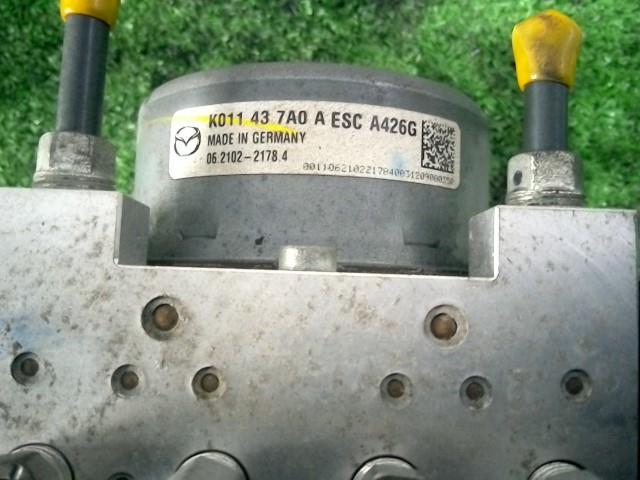 K011 43 7A0 A ESC A426G
MADE IN GERMANY
06.2102-2178.4